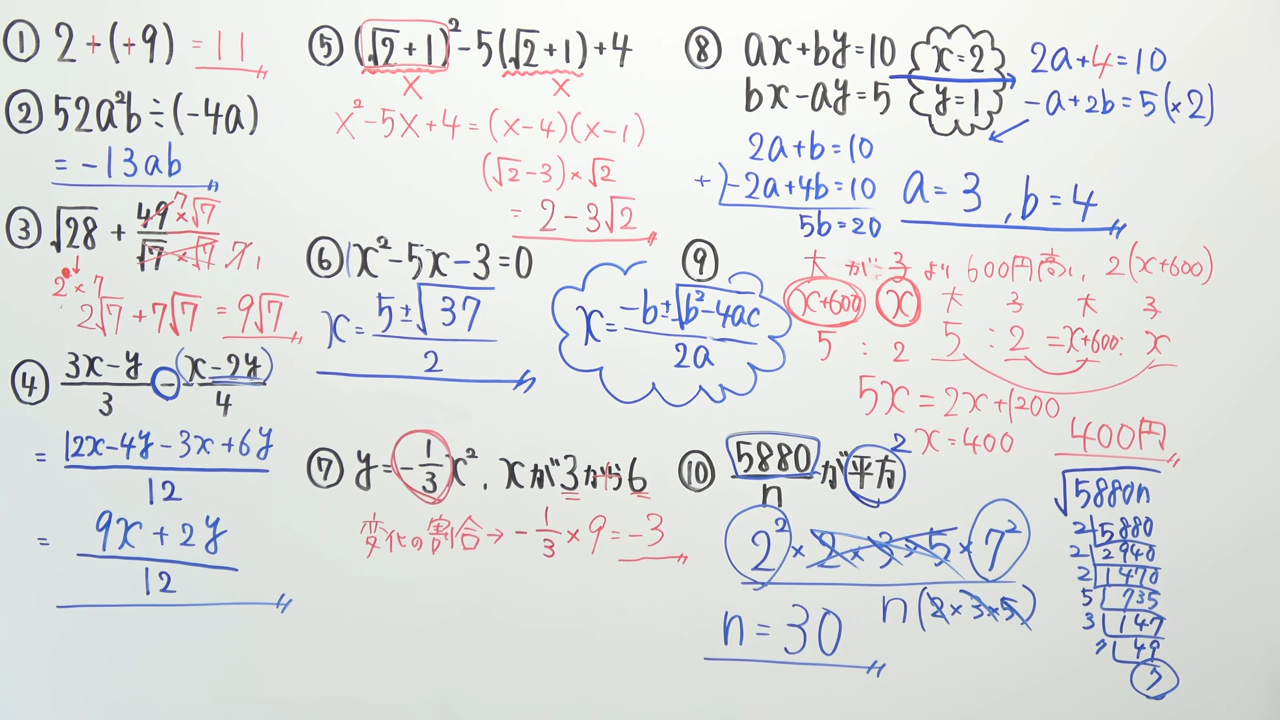 ① 2+(+9) = 11
② 52a²b÷(-4a)
= -13ab
③ √28 + 49×√7/√7×√7
2²×7
2√7+7√7 = 9√7
④ 3x-y/3 - (x-2y)/4
= 12x-4y-3x+6y/12
= 9x+2y/12
⑤ (√2+1)²-5(√2+1)+4
x x
x²-5x+4=(x-4)(x-1)
(√2-3)×√2
= 2-3√2
⑥ x²-5x-3=0
x= 5±√37/2
x= -b±√b²-4ac/2a
⑦ y=-1/3x², xが3から6
変化の割合→-1/3×9=-3
⑧ ax+by=10
bx-ay=5
x=2
y=1
2a+4=10
-a+2b=5(×2)
2a+b=10
+)-2a+4b=10
5b=20
a=3, b=4
⑨
大が子より600円高い, 2(x+600)
x+600 x 大 子 大 子
5 : 2 5 : 2 =x+600: x
5x=2x+1200
x=400
400円
⑩ 5880/n が平方²
2²×2×3×5×7²
n(2×3×5)
n=30
√5880n
2 5880
2 2940
2 1470
5 735
3 147
7 49
7